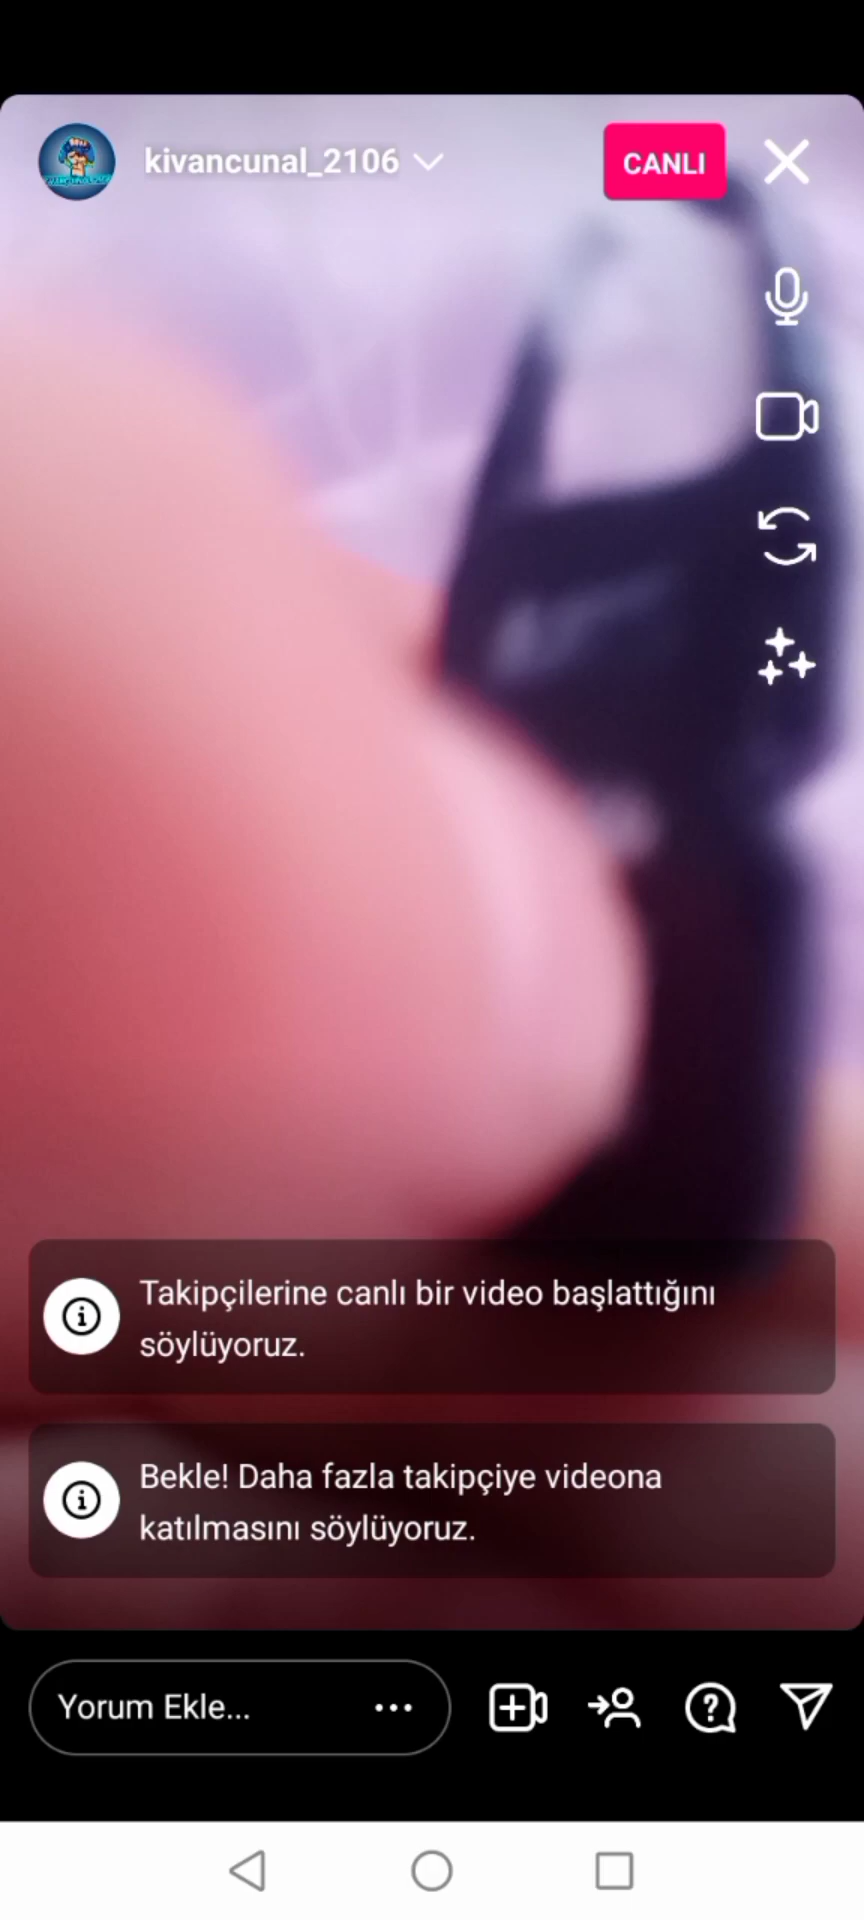 kivancunal_2106
CANLI
Takipçilerine canlı bir video başlattığını
söylüyoruz.
Bekle! Daha fazla takipçiye videona
katılmasını söylüyoruz.
Yorum Ekle...